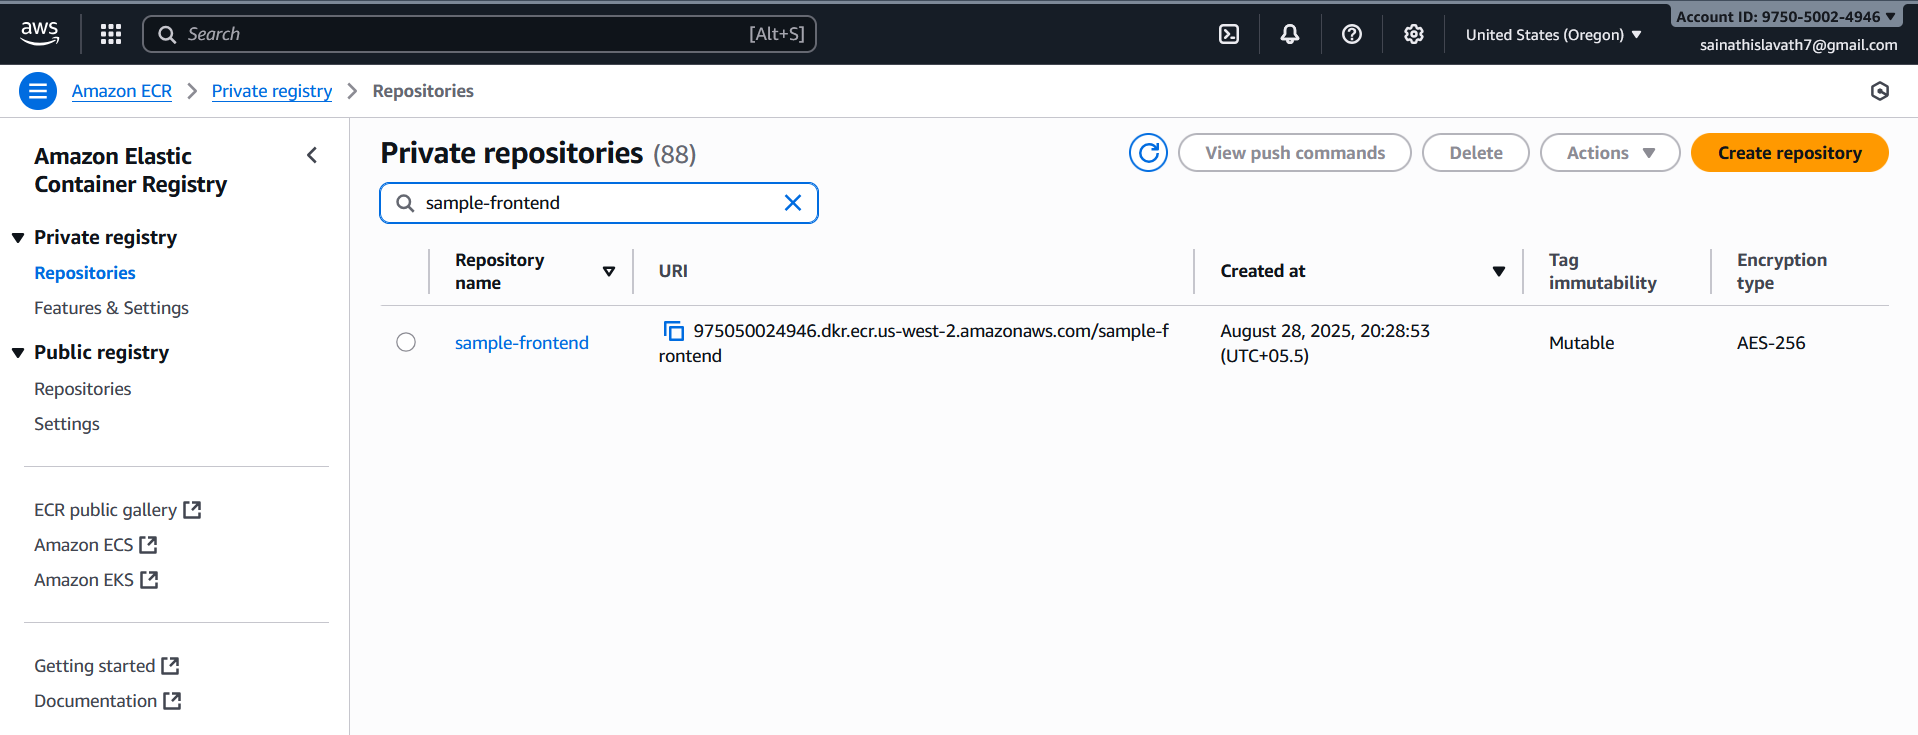 aws
Search
[Alt+S]
United States (Oregon)
Account ID: 9750-5002-4946
sainathislavath7@gmail.com
Amazon ECR
Private registry
Repositories
Amazon Elastic
Container Registry
Private registry
Repositories
Features & Settings
Public registry
Repositories
Settings
ECR public gallery
Amazon ECS
Amazon EKS
Getting started
Documentation
Private repositories (88)
View push commands
Delete
Actions
Create repository
sample-frontend
Repository
name
URI
Created at
Tag
immutability
Encryption
type
sample-frontend
975050024946.dkr.ecr.us-west-2.amazonaws.com/sample-f
rontend
August 28, 2025, 20:28:53
(UTC+05.5)
Mutable
AES-256